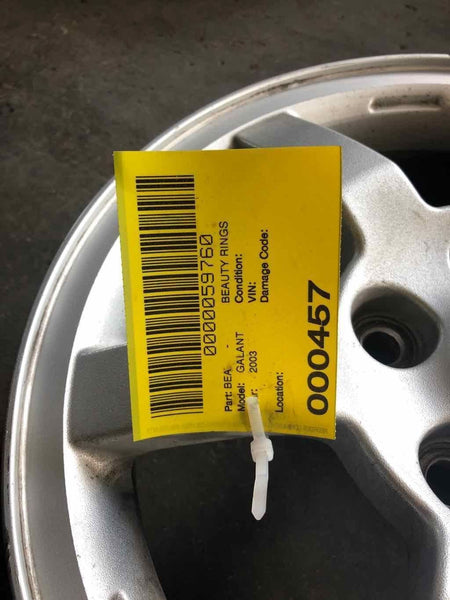 0000059760
Part: BEA BEAUTY RINGS
Model: GALANT Condition:
r: 2003 VIN:
Damage Code:
Location:
000457